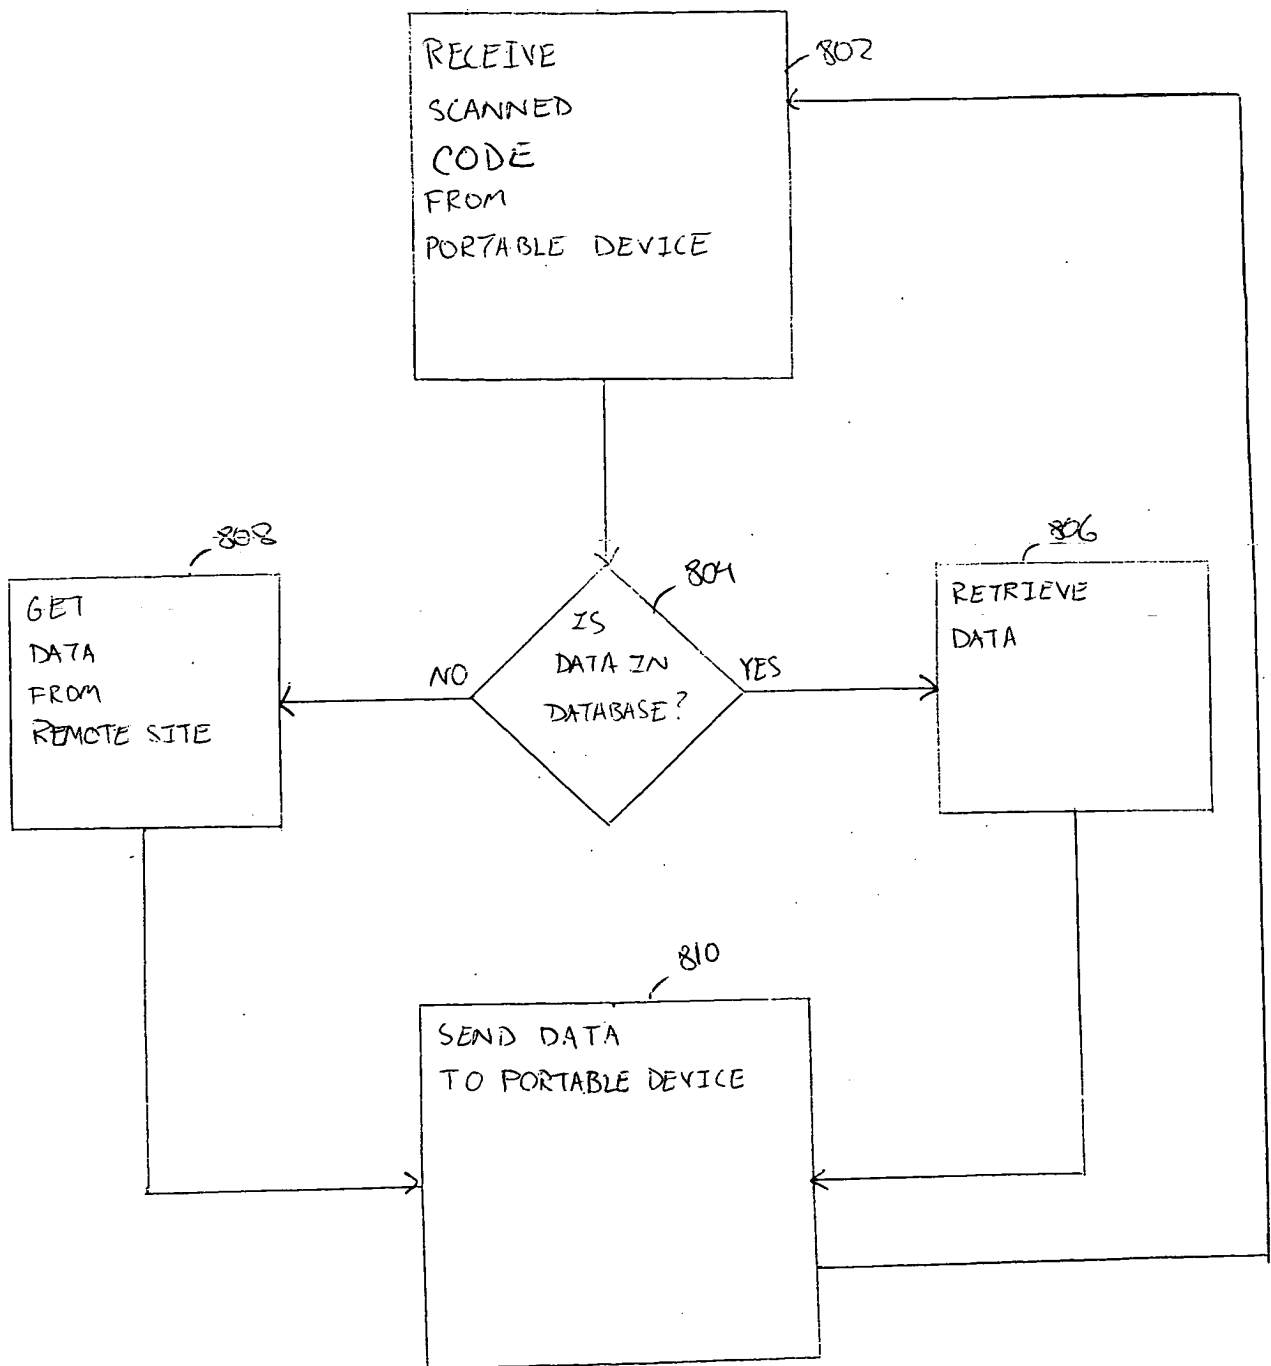 RECEIVE
SCANNED
CODE
FROM
PORTABLE DEVICE
802
808
GET
DATA
FROM
REMOTE SITE
804
IS
DATA IN
DATABASE?
NO
YES
806
RETRIEVE
DATA
810
SEND DATA
TO PORTABLE DEVICE